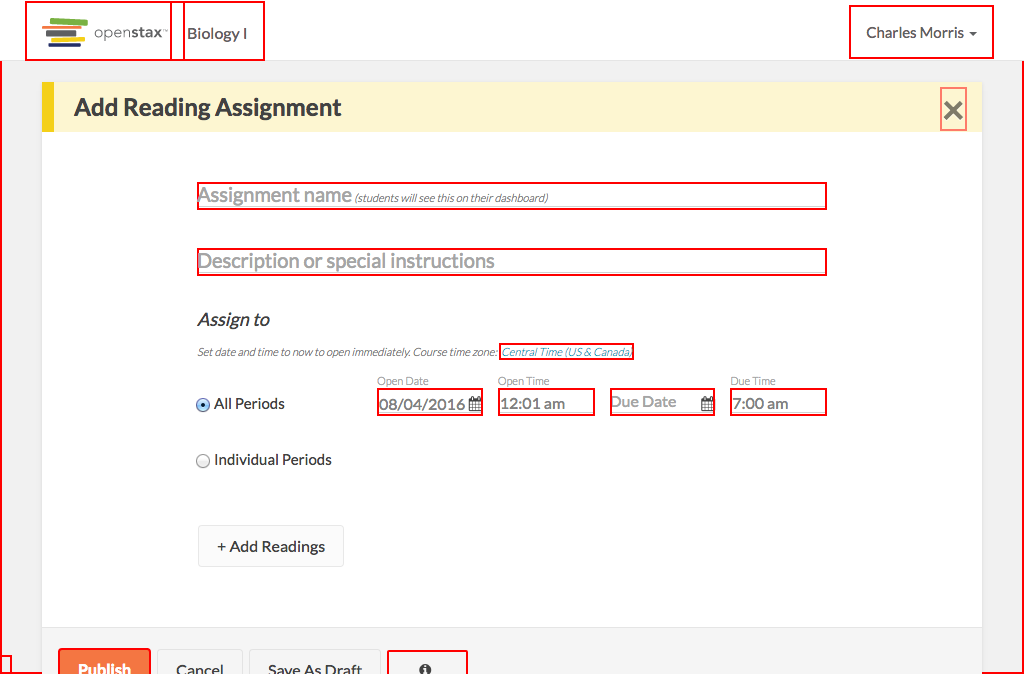 openstax™ Biology I Charles Morris
Add Reading Assignment
Assignment name (students will see this on their dashboard)
Description or special instructions
Assign to
Set date and time to now to open immediately. Course time zone: Central Time (US & Canada)
Open Date Open Time Due Time
All Periods 08/04/2016 12:01 am Due Date 7:00 am
Individual Periods
+ Add Readings
Publish Cancel Save As Draft